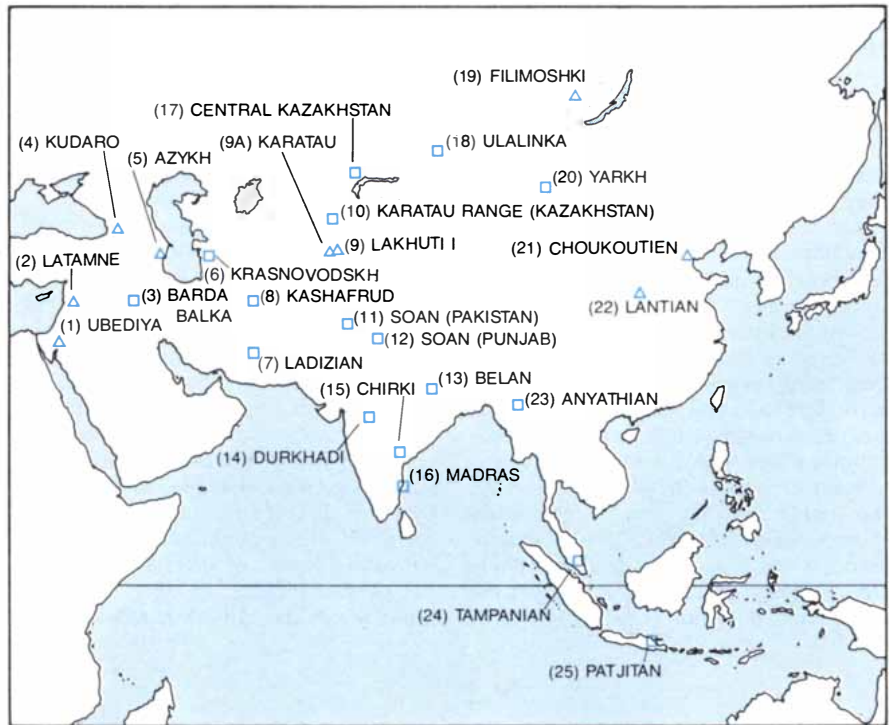 (19) FILIMOSHKI
(17) CENTRAL KAZAKHSTAN
(4) KUDARO
(9A) KARATAU
(18) ULALINKA
(5) AZYKH
(20) YARKH
(10) KARATAU RANGE (KAZAKHSTAN)
(9) LAKHUTI I
(21) CHOUKOUTIEN
(2) LATAMNE
(6) KRASNOVODSKH
(3) BARDA
BALKA
(8) KASHAFRUD
(22) LANTIAN
(1) UBEDIYA
(11) SOAN (PAKISTAN)
(12) SOAN (PUNJAB)
(7) LADIZIAN
(15) CHIRKI
(13) BELAN
(23) ANYATHIAN
(14) DURKHADI
(16) MADRAS
(24) TAMPANIAN
(25) PATJITAN